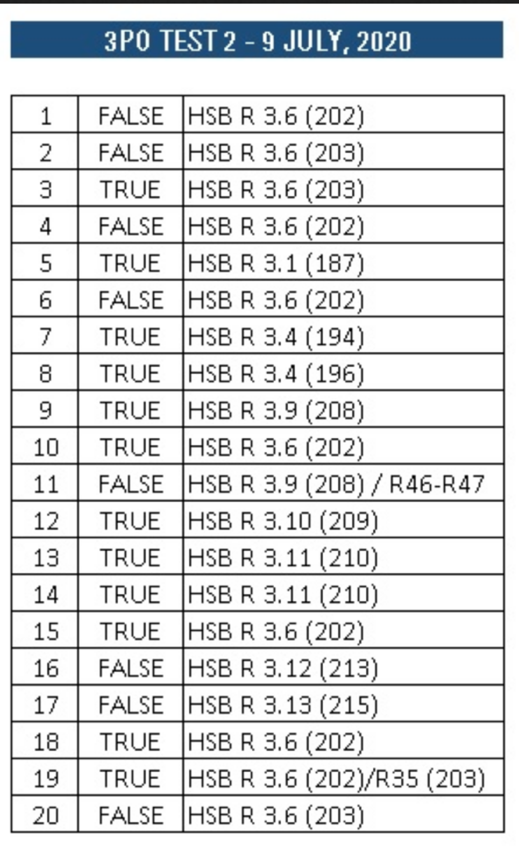 3PO TEST 2 - 9 JULY, 2020
1 FALSE HSB R 3.6 (202)
2 FALSE HSB R 3.6 (203)
3 TRUE HSB R 3.6 (203)
4 FALSE HSB R 3.6 (202)
5 TRUE HSB R 3.1 (187)
6 FALSE HSB R 3.6 (202)
7 TRUE HSB R 3.4 (194)
8 TRUE HSB R 3.4 (196)
9 TRUE HSB R 3.9 (208)
10 TRUE HSB R 3.6 (202)
11 FALSE HSB R 3.9 (208) / R46-R47
12 TRUE HSB R 3.10 (209)
13 TRUE HSB R 3.11 (210)
14 TRUE HSB R 3.11 (210)
15 TRUE HSB R 3.6 (202)
16 FALSE HSB R 3.12 (213)
17 FALSE HSB R 3.13 (215)
18 TRUE HSB R 3.6 (202)
19 TRUE HSB R 3.6 (202)/R35 (203)
20 FALSE HSB R 3.6 (203)